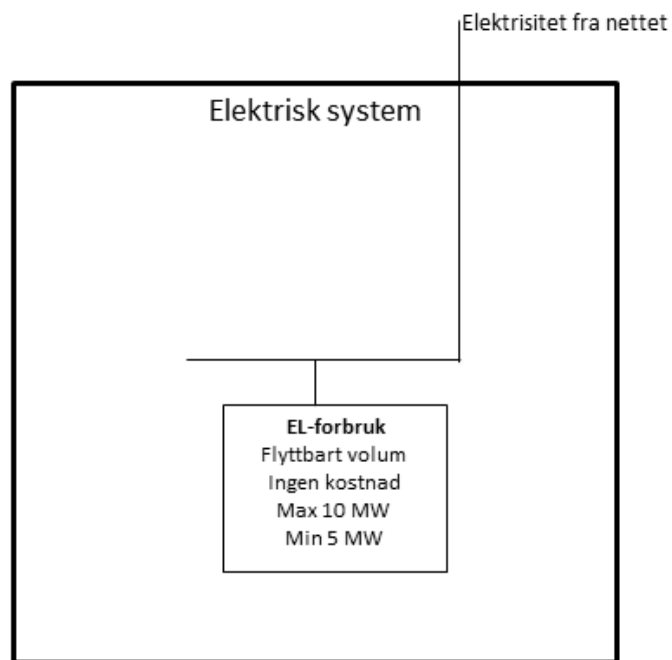 Elektrisitet fra nettet
Elektrisk system
EL-forbruk
Flyttbart volum
Ingen kostnad
Max 10 MW
Min 5 MW